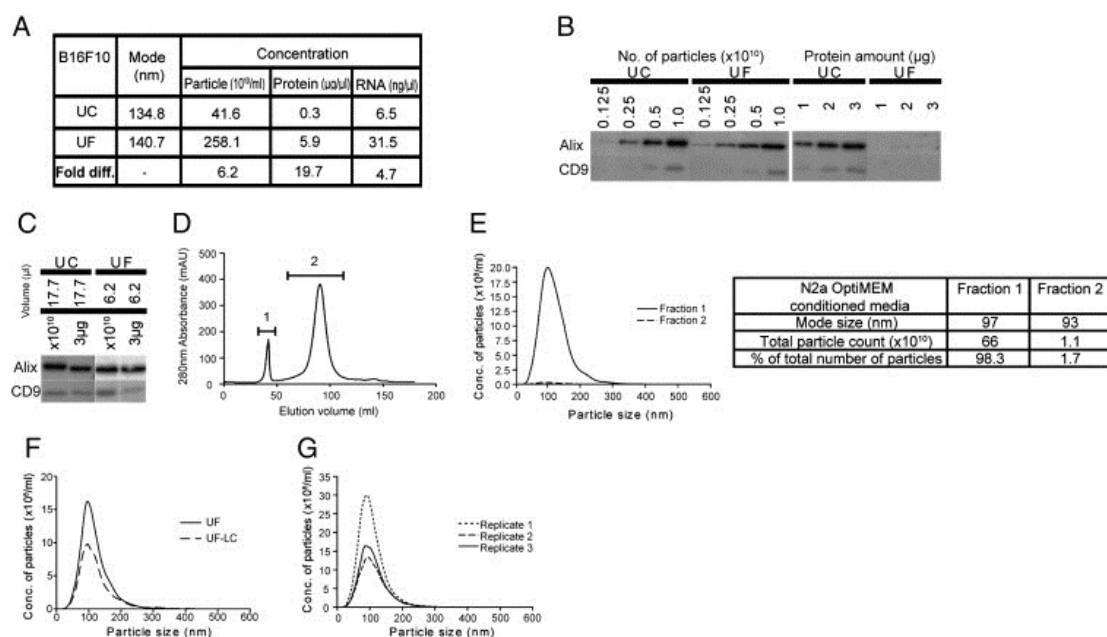 A
B16F10 Mode (nm) Concentration
Particle (10¹⁰/ml) Protein (µg/µl) RNA (ng/µl)
UC 134.8 41.6 0.3 6.5
UF 140.7 258.1 5.9 31.5
Fold diff. - 6.2 19.7 4.7
B
No. of particles (x10¹⁰) Protein amount (µg)
UC UF UC UF
0.125 0.25 0.5 1.0 0.125 0.25 0.5 1.0 1 2 3 1 2 3
Alix
CD9
C
UC UF
Volume (µl) 17.7 17.7 6.2 6.2
x10¹⁰ 3µg x10¹⁰ 3µg
Alix
CD9
D
280nm Absorbance (mAU)
500
400
300
200
100
0
1 2
0 50 100 150 200
Elution volume (ml)
E
Conc. of particles (x10⁸/ml)
20.0
15.0
10.0
5.0
2.5
0
Fraction 1
Fraction 2
0 100 200 300 400 500 600
Particle size (nm)
N2a OptiMEM conditioned media Fraction 1 Fraction 2
Mode size (nm) 97 93
Total particle count (x10¹⁰) 66 1.1
% of total number of particles 98.3 1.7
F
Conc. of particles
20
15
10
5
0
UF
UF-LC
0 100 200 300 400 500 600
Particle size (nm)
G
Conc. of particles
35
30
25
15
10
5
0
Replicate 1
Replicate 2
Replicate 3
0 100 200 300 400 500 600
Particle size (nm)